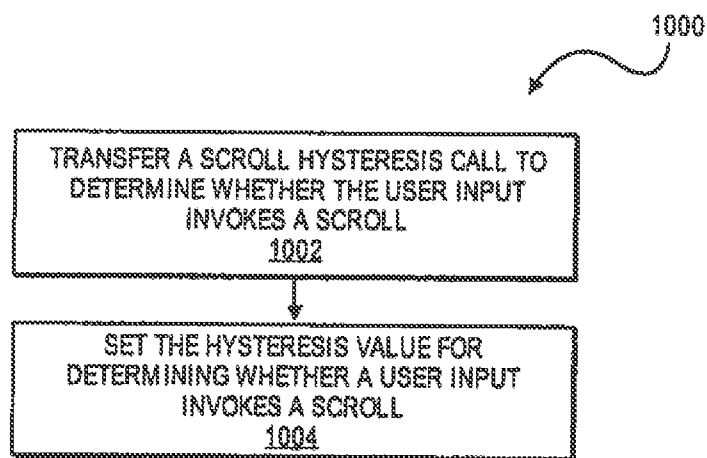 1000
TRANSFER A SCROLL HYSTERESIS CALL TO
DETERMINE WHETHER THE USER INPUT
INVOKES A SCROLL
1002
SET THE HYSTERESIS VALUE FOR
DETERMINING WHETHER A USER INPUT
INVOKES A SCROLL
1004